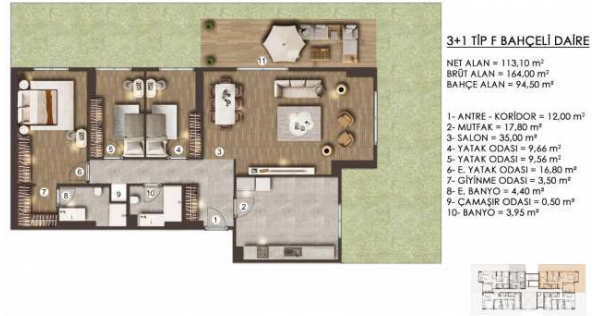 3+1 TİP F BAHÇELİ DAİRE
NET ALAN = 113,10 m²
BRÜT ALAN = 164,00 m²
BAHÇE ALAN = 94,50 m²
1- ANTRE - KORİDOR = 12,00 m²
2- MUTFAK = 17,80 m²
3- SALON = 35,00 m²
4- YATAK ODASI = 9,66 m²
5- YATAK ODASI = 9,56 m²
6- E. YATAK ODASI = 16,80 m²
7- GİYİNME ODASI = 3,50 m²
8- E. BANYO = 4,40 m²
9- ÇAMAŞIR ODASI = 0,50 m²
10- BANYO = 3,95 m²
11
5
4
3
6
7
8
9
10
2
1